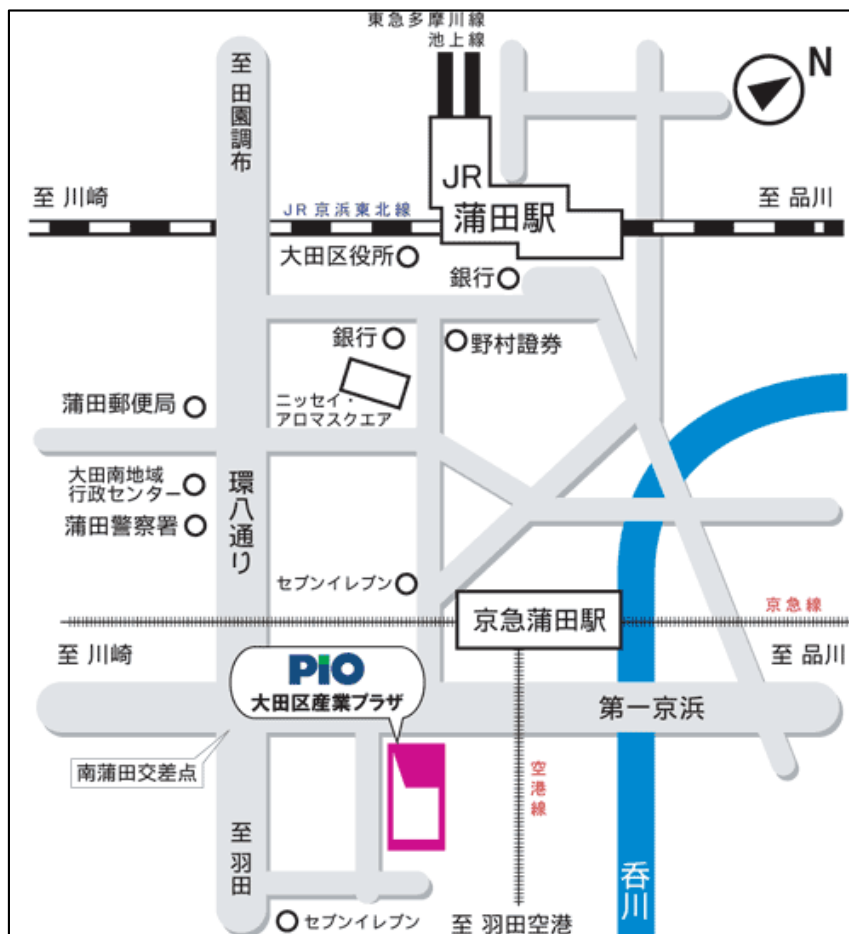 東急多摩川線
池上線
N
至 田園調布
JR
蒲田駅
至 川崎
JR京浜東北線
至 品川
大田区役所
銀行
銀行
野村證券
ニッセイ・
アロマスクエア
蒲田郵便局
大田南地域
行政センター
環八通り
蒲田警察署
セブンイレブン
京急線
京急蒲田駅
至 川崎
至 品川
PiO
大田区産業プラザ
第一京浜
南蒲田交差点
空港線
至 羽田
呑川
セブンイレブン
至 羽田空港